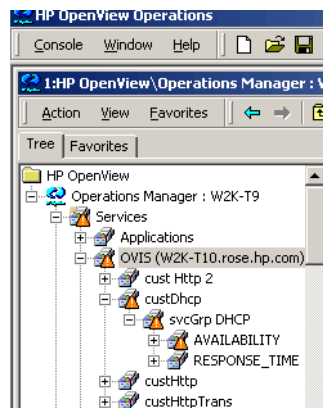 HP OpenView Operations
Console Window Help
1:HP OpenView\Operations Manager :
Action View Favorites
Tree Favorites
HP OpenView
Operations Manager : W2K-T9
Services
Applications
OVIS (W2K-T10.rose.hp.com)
cust Http 2
custDhcp
svcGrp DHCP
AVAILABILITY
RESPONSE_TIME
custHttp
custHttpTrans